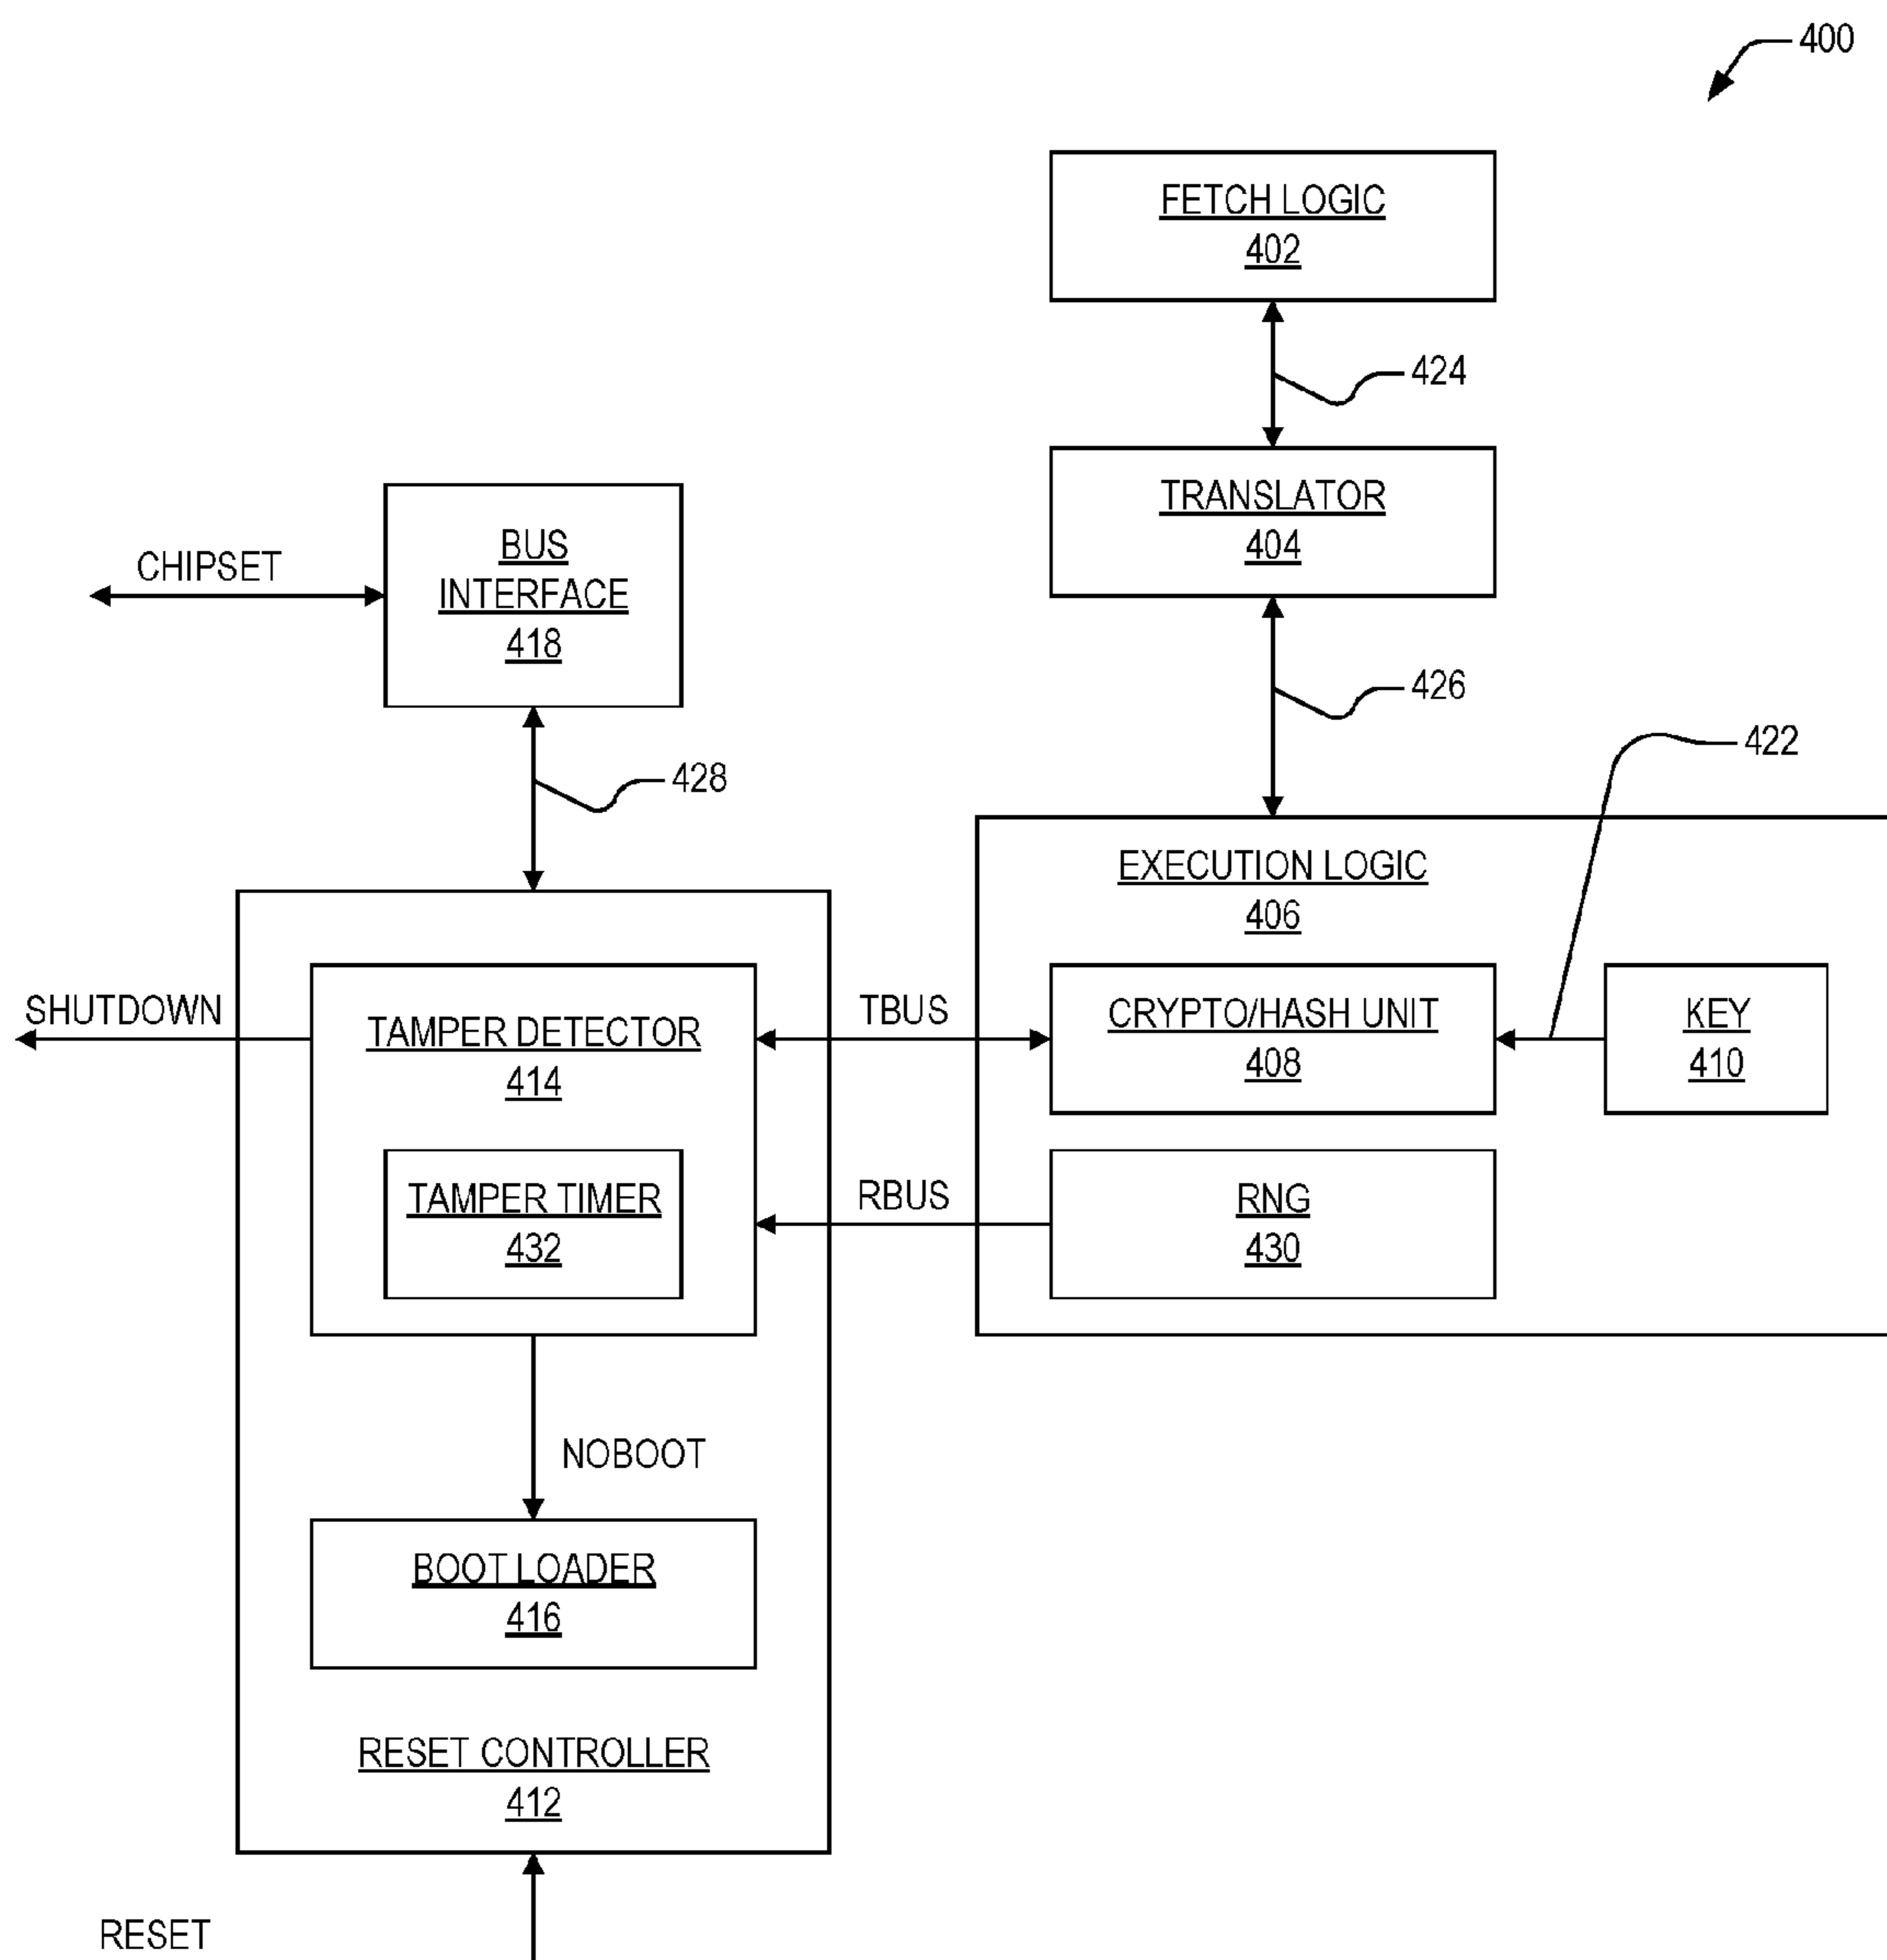 400
FETCH LOGIC
402
424
TRANSLATOR
404
BUS
INTERFACE
418
CHIPSET
426
422
428
EXECUTION LOGIC
406
SHUTDOWN
TAMPER DETECTOR
414
TBUS
CRYPTO/HASH UNIT
408
KEY
410
TAMPER TIMER
432
RBUS
RNG
430
NOBOOT
BOOT LOADER
416
RESET CONTROLLER
412
RESET